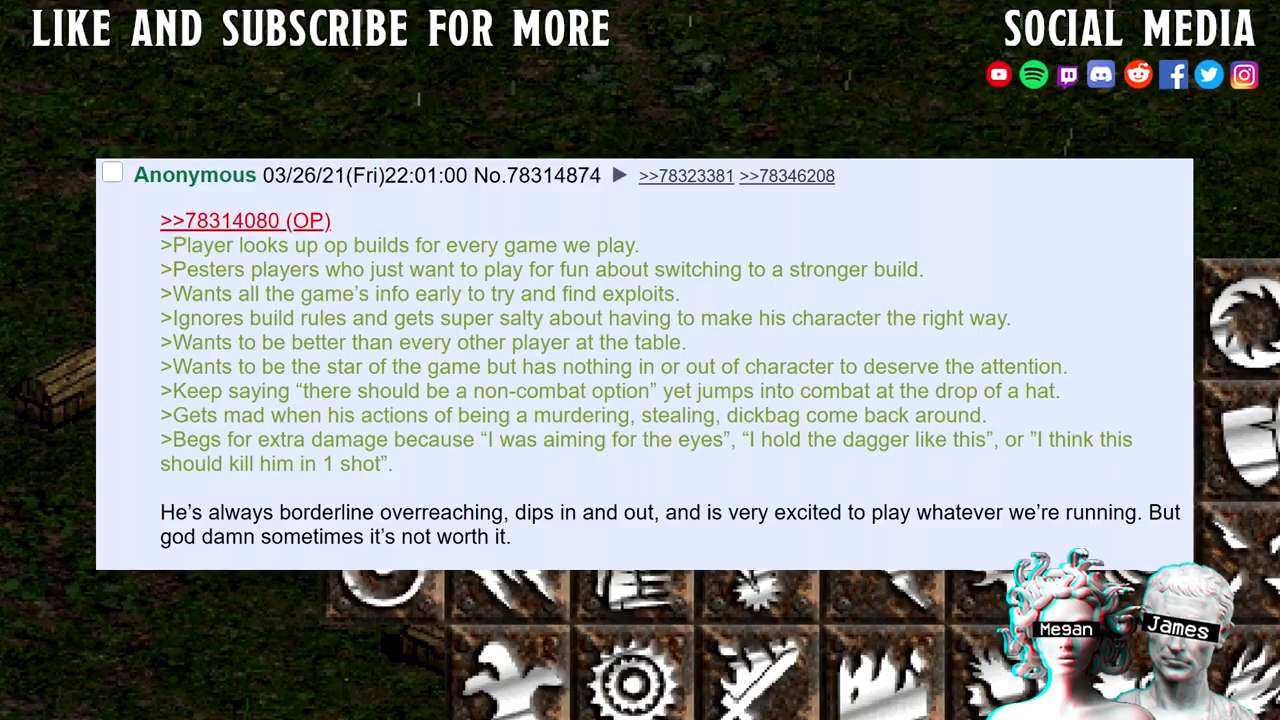 LIKE AND SUBSCRIBE FOR MORE
SOCIAL MEDIA
Anonymous 03/26/21(Fri)22:01:00 No.78314874 ▶ >>78323381 >>78346208
>>78314080 (OP)
>Player looks up op builds for every game we play.
>Pesters players who just want to play for fun about switching to a stronger build.
>Wants all the game’s info early to try and find exploits.
>Ignores build rules and gets super salty about having to make his character the right way.
>Wants to be better than every other player at the table.
>Wants to be the star of the game but has nothing in or out of character to deserve the attention.
>Keep saying “there should be a non-combat option” yet jumps into combat at the drop of a hat.
>Gets mad when his actions of being a murdering, stealing, dickbag come back around.
>Begs for extra damage because “I was aiming for the eyes”, “I hold the dagger like this”, or ”I think this
should kill him in 1 shot”.
He’s always borderline overreaching, dips in and out, and is very excited to play whatever we’re running. But
god damn sometimes it’s not worth it.
Megan
James